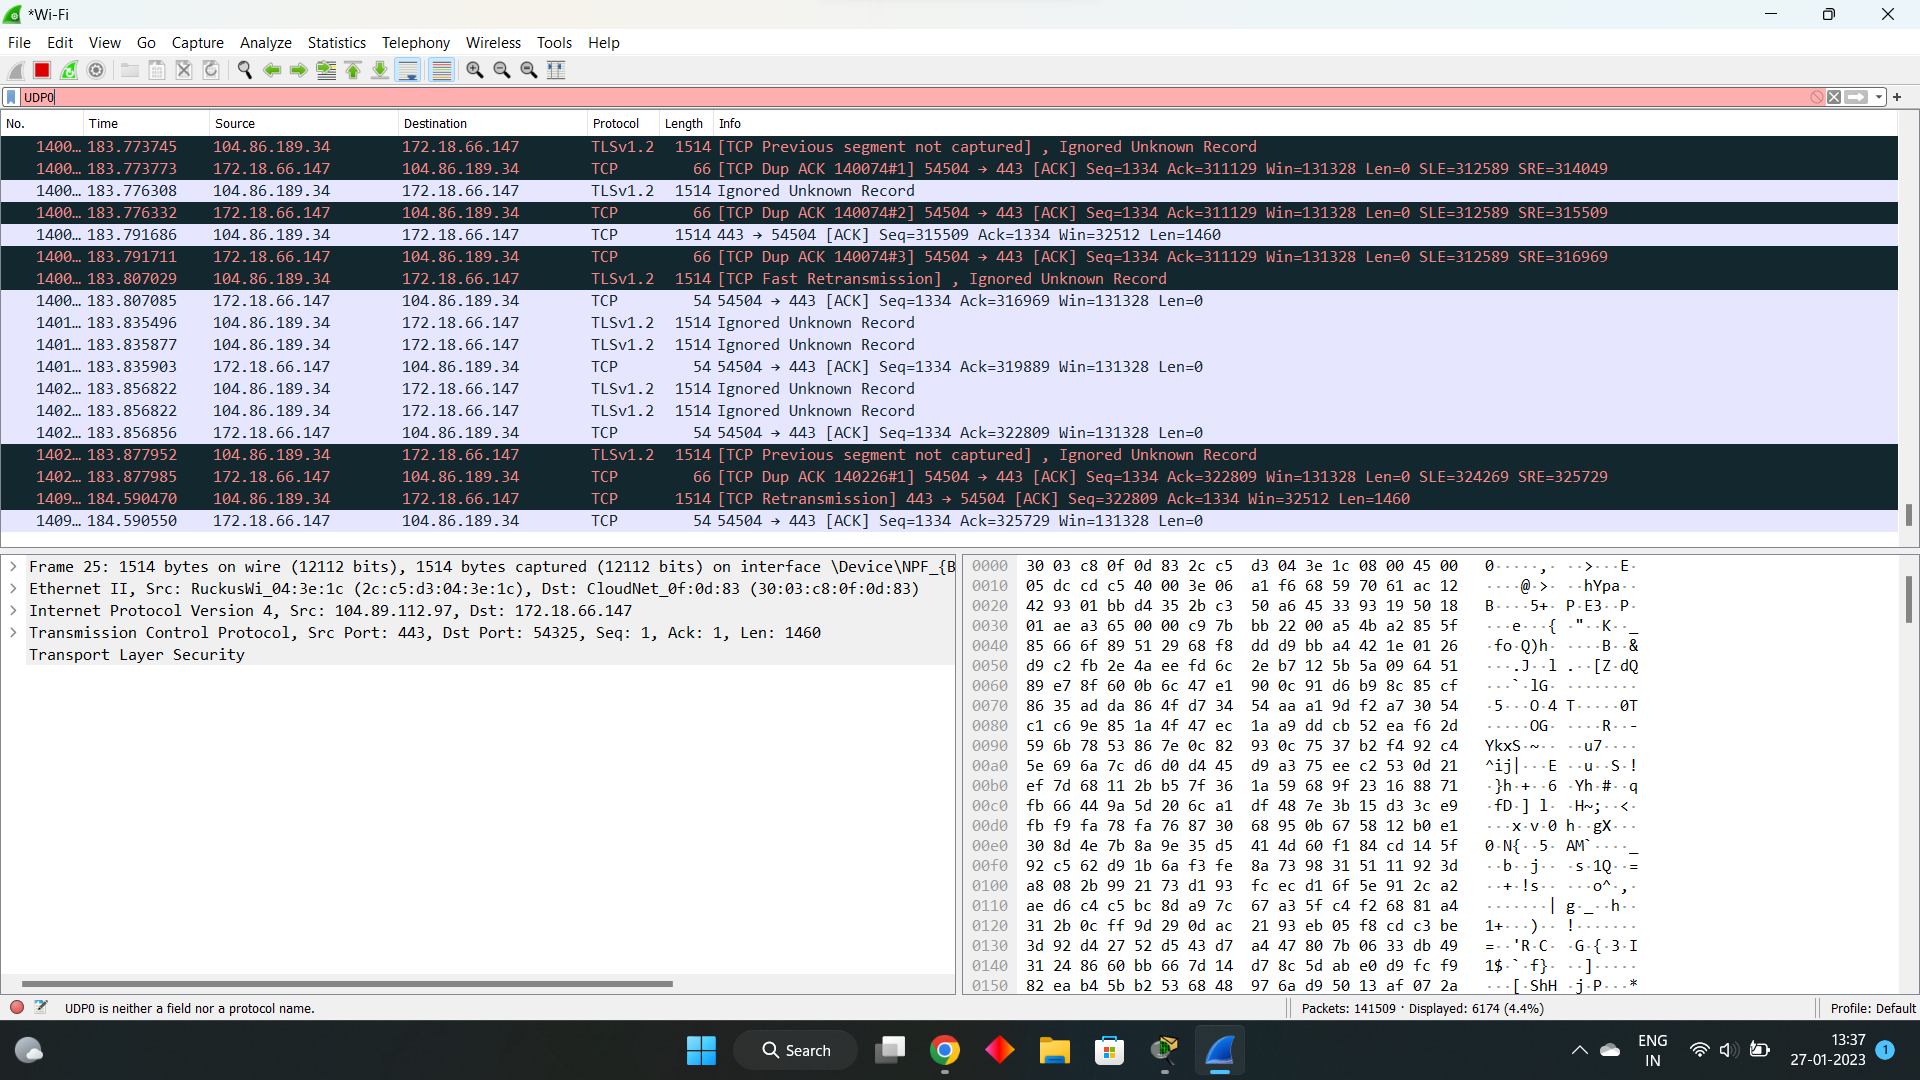 *Wi-Fi
File Edit View Go Capture Analyze Statistics Telephony Wireless Tools Help
UDP0
No. Time Source Destination Protocol Length Info
1400… 183.773745 104.86.189.34 172.18.66.147 TLSv1.2 1514 [TCP Previous segment not captured] , Ignored Unknown Record
1400… 183.773773 172.18.66.147 104.86.189.34 TCP 66 [TCP Dup ACK 140074#1] 54504 → 443 [ACK] Seq=1334 Ack=311129 Win=131328 Len=0 SLE=312589 SRE=314049
1400… 183.776308 104.86.189.34 172.18.66.147 TLSv1.2 1514 Ignored Unknown Record
1400… 183.776332 172.18.66.147 104.86.189.34 TCP 66 [TCP Dup ACK 140074#2] 54504 → 443 [ACK] Seq=1334 Ack=311129 Win=131328 Len=0 SLE=312589 SRE=315509
1400… 183.791686 104.86.189.34 172.18.66.147 TCP 1514 443 → 54504 [ACK] Seq=315509 Ack=1334 Win=32512 Len=1460
1400… 183.791711 172.18.66.147 104.86.189.34 TCP 66 [TCP Dup ACK 140074#3] 54504 → 443 [ACK] Seq=1334 Ack=311129 Win=131328 Len=0 SLE=312589 SRE=316969
1400… 183.807029 104.86.189.34 172.18.66.147 TLSv1.2 1514 [TCP Fast Retransmission] , Ignored Unknown Record
1400… 183.807085 172.18.66.147 104.86.189.34 TCP 54 54504 → 443 [ACK] Seq=1334 Ack=316969 Win=131328 Len=0
1401… 183.835496 104.86.189.34 172.18.66.147 TLSv1.2 1514 Ignored Unknown Record
1401… 183.835877 104.86.189.34 172.18.66.147 TLSv1.2 1514 Ignored Unknown Record
1401… 183.835903 172.18.66.147 104.86.189.34 TCP 54 54504 → 443 [ACK] Seq=1334 Ack=319889 Win=131328 Len=0
1402… 183.856822 104.86.189.34 172.18.66.147 TLSv1.2 1514 Ignored Unknown Record
1402… 183.856822 104.86.189.34 172.18.66.147 TLSv1.2 1514 Ignored Unknown Record
1402… 183.856856 172.18.66.147 104.86.189.34 TCP 54 54504 → 443 [ACK] Seq=1334 Ack=322809 Win=131328 Len=0
1402… 183.877952 104.86.189.34 172.18.66.147 TLSv1.2 1514 [TCP Previous segment not captured] , Ignored Unknown Record
1402… 183.877985 172.18.66.147 104.86.189.34 TCP 66 [TCP Dup ACK 140226#1] 54504 → 443 [ACK] Seq=1334 Ack=322809 Win=131328 Len=0 SLE=324269 SRE=325729
1409… 184.590470 104.86.189.34 172.18.66.147 TCP 1514 [TCP Retransmission] 443 → 54504 [ACK] Seq=322809 Ack=1334 Win=32512 Len=1460
1409… 184.590550 172.18.66.147 104.86.189.34 TCP 54 54504 → 443 [ACK] Seq=1334 Ack=325729 Win=131328 Len=0
Frame 25: 1514 bytes on wire (12112 bits), 1514 bytes captured (12112 bits) on interface \Device\NPF_{B
Ethernet II, Src: RuckusWi_04:3e:1c (2c:c5:d3:04:3e:1c), Dst: CloudNet_0f:0d:83 (30:03:c8:0f:0d:83)
Internet Protocol Version 4, Src: 104.89.112.97, Dst: 172.18.66.147
Transmission Control Protocol, Src Port: 443, Dst Port: 54325, Seq: 1, Ack: 1, Len: 1460
Transport Layer Security
0000 30 03 c8 0f 0d 83 2c c5 d3 04 3e 1c 08 00 45 00 0·····,· ··>···E·
0010 05 dc cd c5 40 00 3e 06 a1 f6 68 59 70 61 ac 12 ····@·>· ··hYpa··
0020 42 93 01 bb d4 35 2b c3 50 a6 45 33 93 19 50 18 B····5+· P·E3··P·
0030 01 ae a3 65 00 00 c9 7b bb 22 00 a5 4b a2 85 5f ···e···{ ·"··K··_
0040 85 66 6f 89 51 29 68 f8 dd d9 bb a4 42 1e 01 26 ·fo·Q)h· ····B··&
0050 d9 c2 fb 2e 4a ee fd 6c 2e b7 12 5b 5a 09 64 51 ···.J··l .··[Z·dQ
0060 89 e7 8f 60 0b 6c 47 e1 90 0c 91 d6 b9 8c 85 cf ···`·lG· ········
0070 86 35 ad da 86 4f d7 34 54 aa a1 9d f2 a7 30 54 ·5···O·4 T·····0T
0080 c1 c6 9e 85 1a 4f 47 ec 1a a9 dd cb 52 ea f6 2d ·····OG· ····R··-
0090 59 6b 78 53 86 7e 0c 82 93 0c 75 37 b2 f4 92 c4 YkxS·~·· ··u7····
00a0 5e 69 6a 7c d6 d0 d4 45 d9 a3 75 ee c2 53 0d 21 ^ij|···E ··u··S·!
00b0 ef 7d 68 11 2b b5 7f 36 1a 59 68 9f 23 16 88 71 ·}h·+··6 ·Yh·#··q
00c0 fb 66 44 9a 5d 20 6c a1 df 48 7e 3b 15 d3 3c e9 ·fD·] l· ·H~;··<·
00d0 fb f9 fa 78 fa 76 87 30 68 95 0b 67 58 12 b0 e1 ···x·v·0 h··gX···
00e0 30 8d 4e 7b 8a 9e 35 d5 41 4d 60 f1 84 cd 14 5f 0·N{··5· AM`····_
00f0 92 c5 62 d9 1b 6a f3 fe 8a 73 98 31 51 11 92 3d ··b··j·· ·s·1Q··=
0100 a8 08 2b 99 21 73 d1 93 fc ec d1 6f 5e 91 2c a2 ··+·!s·· ···o^·,·
0110 ae d6 c4 c5 bc 8d a9 7c 67 a3 5f c4 f2 68 81 a4 ·······| g·_··h··
0120 31 2b 0c ff 9d 29 0d ac 21 93 eb 05 f8 cd c3 be 1+···)·· !·······
0130 3d 92 d4 27 52 d5 43 d7 a4 47 80 7b 06 33 db 49 =··'R·C· ·G·{·3·I
0140 31 24 86 60 bb 66 7d 14 d7 8c 5d ab e0 d9 fc f9 1$·`·f}· ··]·····
0150 82 ea b4 5b b2 53 68 48 97 6a d9 50 13 af 07 2a ···[·ShH ·j·P···*
UDP0 is neither a field nor a protocol name.
Packets: 141509 · Displayed: 6174 (4.4%)
Profile: Default
Search
ENG
IN
13:37
27-01-2023
1